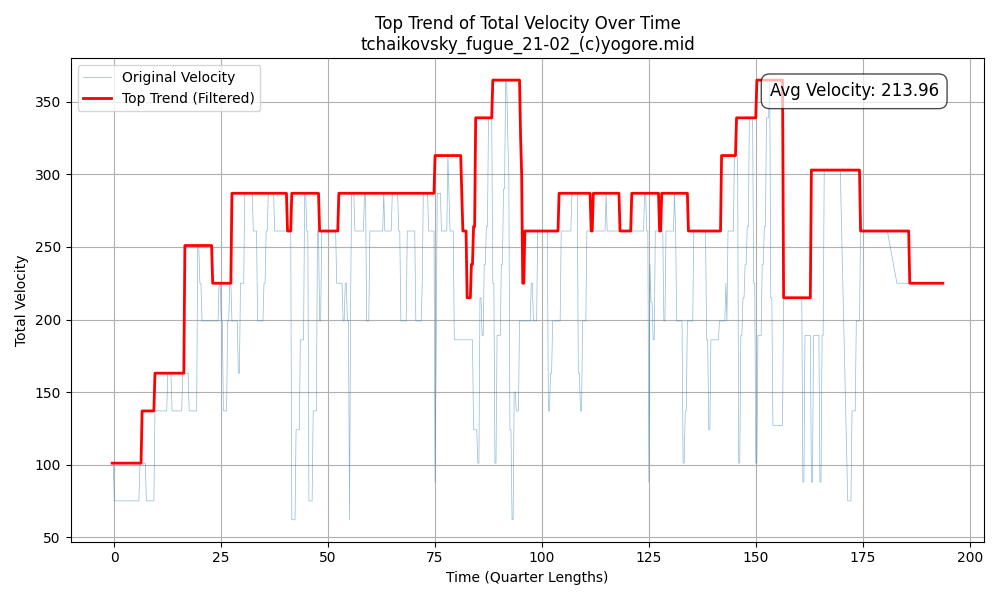 Top Trend of Total Velocity Over Time
tchaikovsky_fugue_21-02_(c)yogore.mid
Original Velocity
Top Trend (Filtered)
Avg Velocity: 213.96
Total Velocity
350
300
250
200
150
100
50
0 25 50 75 100 125 150 175 200
Time (Quarter Lengths)